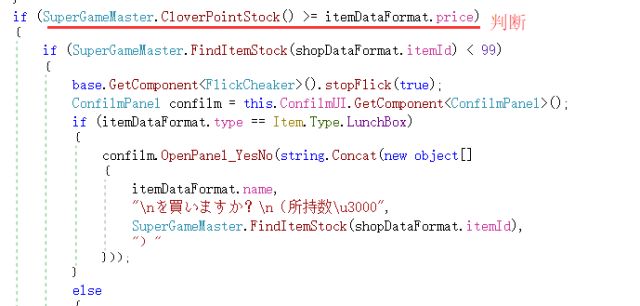 if (SuperGameMaster.CloverPointStock() >= itemDataFormat.price) 判断
{
if (SuperGameMaster.FindItemStock(shopDataFormat.itemId) < 99)
{
base.GetComponent<FlickCheaker>().stopFlick(true);
ConfilmPanel confilm = this.ConfilmUI.GetComponent<ConfilmPanel>();
if (itemDataFormat.type == Item.Type.LunchBox)
{
confilm.OpenPanel_YesNo(string.Concat(new object[]
{
itemDataFormat.name,
"\nを買いますか？\n（所持数\u3000",
SuperGameMaster.FindItemStock(shopDataFormat.itemId),
"）"
}));
}
else
{